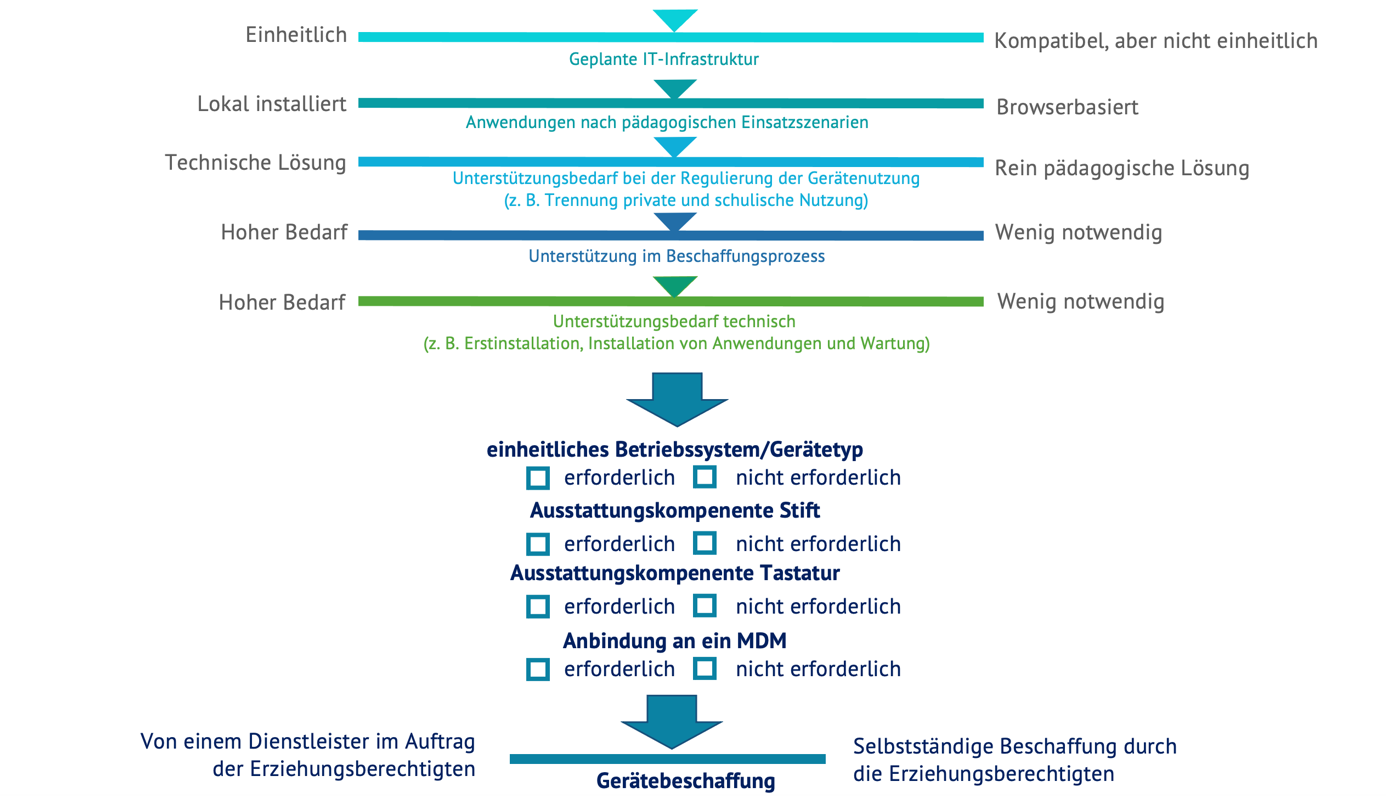 Einheitlich
Kompatibel, aber nicht einheitlich
Geplante IT-Infrastruktur
Lokal installiert
Browserbasiert
Anwendungen nach pädagogischen Einsatzszenarien
Technische Lösung
Rein pädagogische Lösung
Unterstützungsbedarf bei der Regulierung der Gerätenutzung
(z. B. Trennung private und schulische Nutzung)
Hoher Bedarf
Wenig notwendig
Unterstützung im Beschaffungsprozess
Hoher Bedarf
Wenig notwendig
Unterstützungsbedarf technisch
(z. B. Erstinstallation, Installation von Anwendungen und Wartung)
einheitliches Betriebssystem/Gerätetyp
erforderlich nicht erforderlich
Ausstattungskompenente Stift
erforderlich nicht erforderlich
Ausstattungskompenente Tastatur
erforderlich nicht erforderlich
Anbindung an ein MDM
erforderlich nicht erforderlich
Von einem Dienstleister im Auftrag
der Erziehungsberechtigten
Selbstständige Beschaffung durch
die Erziehungsberechtigten
Gerätebeschaffung